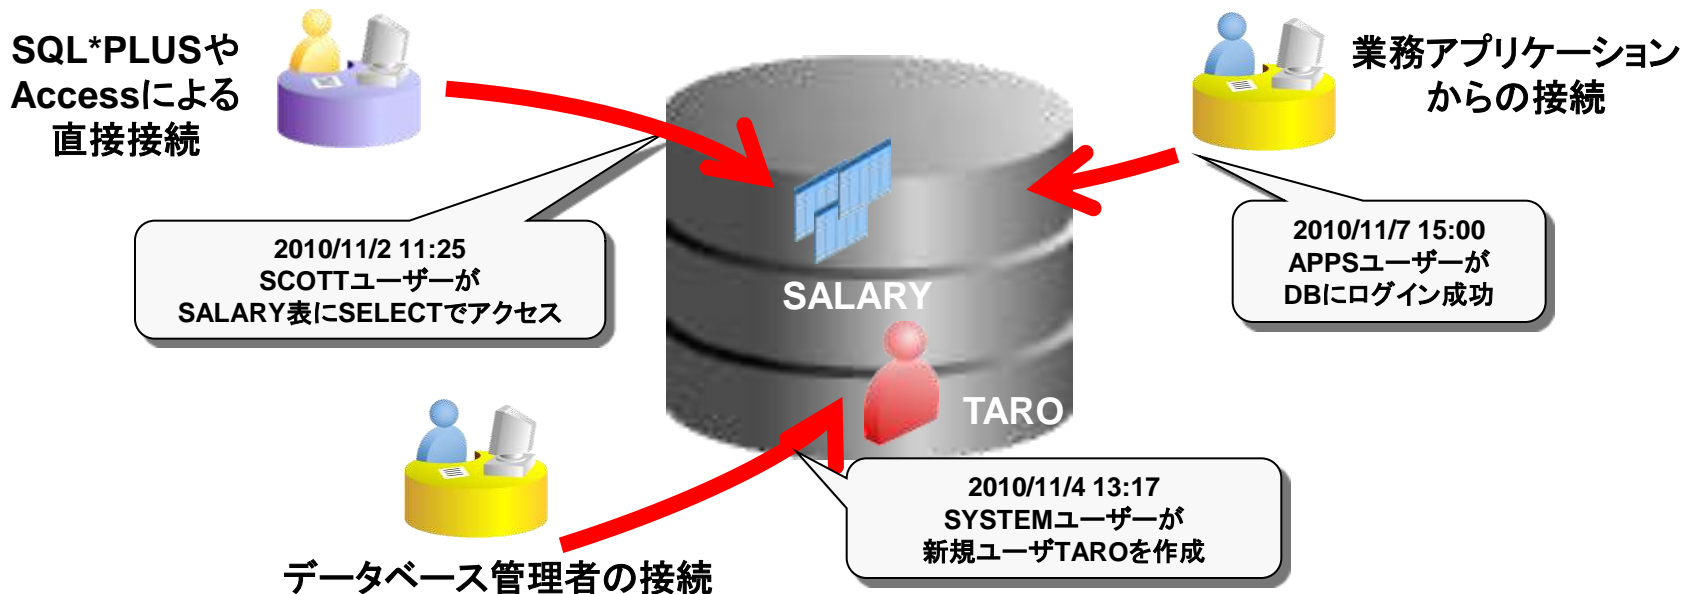 SQL*PLUSや
Accessによる
直接接続
業務アプリケーション
からの接続
2010/11/2 11:25
SCOTTユーザーが
SALARY表にSELECTでアクセス
2010/11/7 15:00
APPSユーザーが
DBにログイン成功
SALARY
TARO
2010/11/4 13:17
SYSTEMユーザーが
新規ユーザTAROを作成
データベース管理者の接続